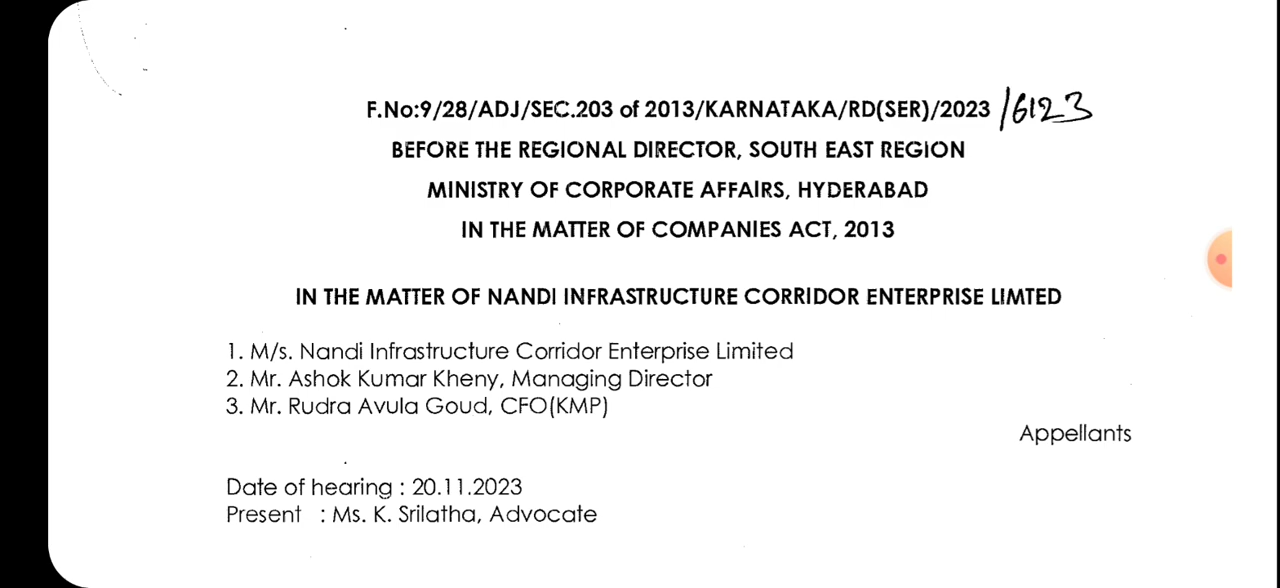 F.No:9/28/ADJ/SEC.203 of 2013/KARNATAKA/RD(SER)/2023 /6123
BEFORE THE REGIONAL DIRECTOR, SOUTH EAST REGION
MINISTRY OF CORPORATE AFFAIRS, HYDERABAD
IN THE MATTER OF COMPANIES ACT, 2013
IN THE MATTER OF NANDI INFRASTRUCTURE CORRIDOR ENTERPRISE LIMTED
1. M/s. Nandi Infrastructure Corridor Enterprise Limited
2. Mr. Ashok Kumar Kheny, Managing Director
3. Mr. Rudra Avula Goud, CFO(KMP)
Appellants
Date of hearing : 20.11.2023
Present : Ms. K. Srilatha, Advocate